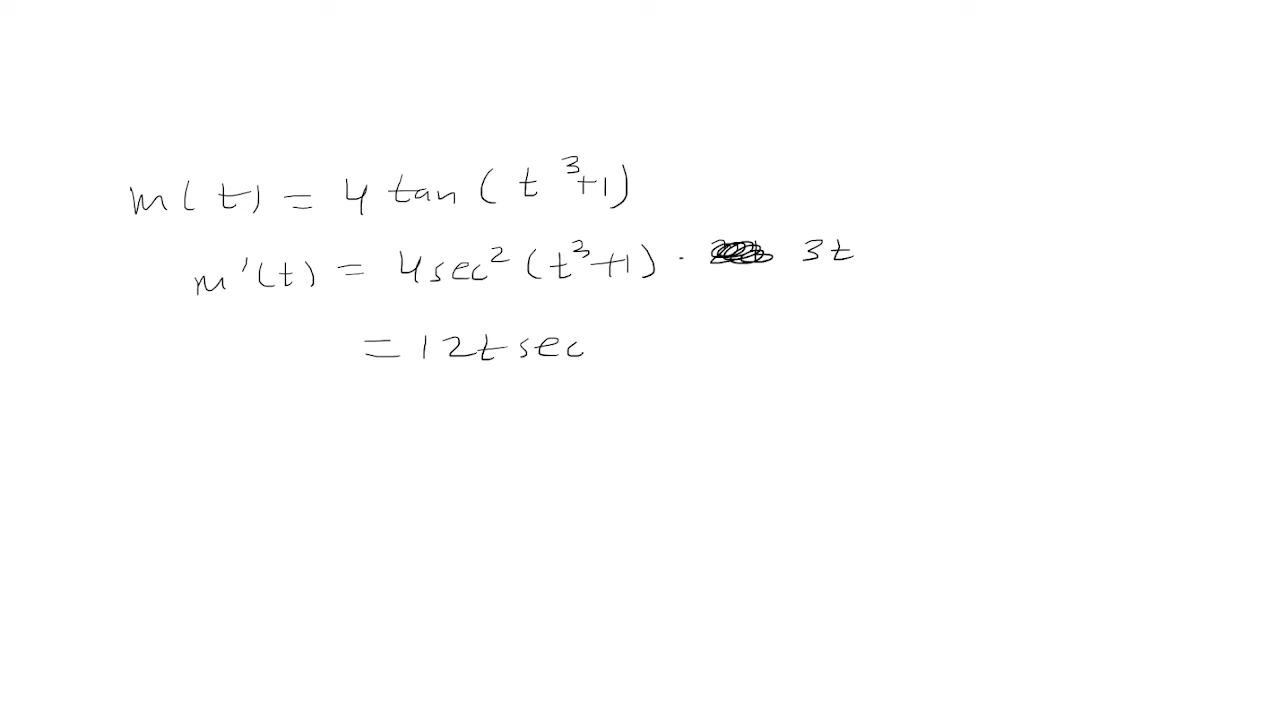 m(t) = 4 tan(t³+1)
m'(t) = 4sec²(t³+1) · 3t
= 12t sec